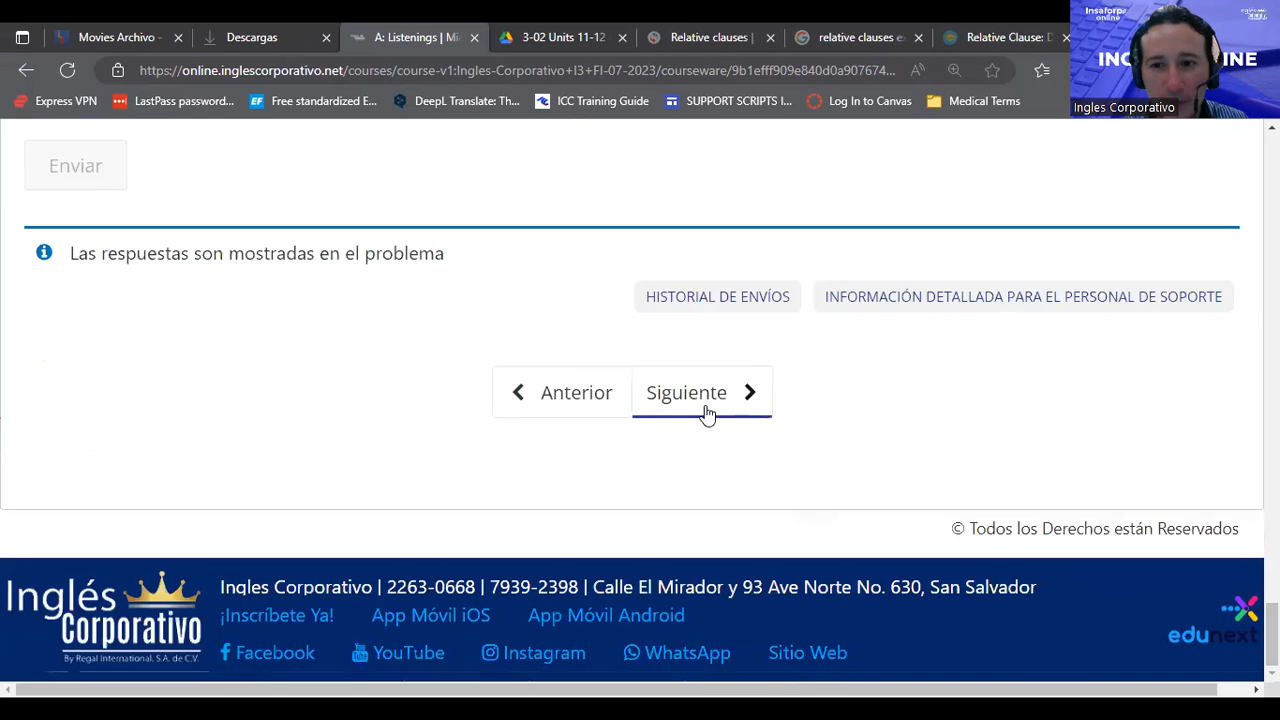 Movies Archivo -
Descargas
A: Listenings | Mi
3-02 Units 11-12
Relative clauses |
relative clauses e
Relative Clause: D
https://online.inglescorporativo.net/courses/course-v1:Ingles-Corporativo+I3+FI-07-2023/courseware/9b1efff909e840d0a907674...
Express VPN
LastPass password...
EF Free standardized E...
DeepL Translate: Th...
ICC Training Guide
SUPPORT SCRIPTS I...
Log In to Canvas
Medical Terms
Insaforp
online
INC
INE
Ingles Corporativo
Enviar
Las respuestas son mostradas en el problema
HISTORIAL DE ENVÍOS
INFORMACIÓN DETALLADA PARA EL PERSONAL DE SOPORTE
Anterior
Siguiente
© Todos los Derechos están Reservados
Inglés
Corporativo
By Regal International, S.A. de C.V.
Ingles Corporativo | 2263-0668 | 7939-2398 | Calle El Mirador y 93 Ave Norte No. 630, San Salvador
¡Inscríbete Ya! App Móvil iOS App Móvil Android
Facebook YouTube Instagram WhatsApp Sitio Web
edunext